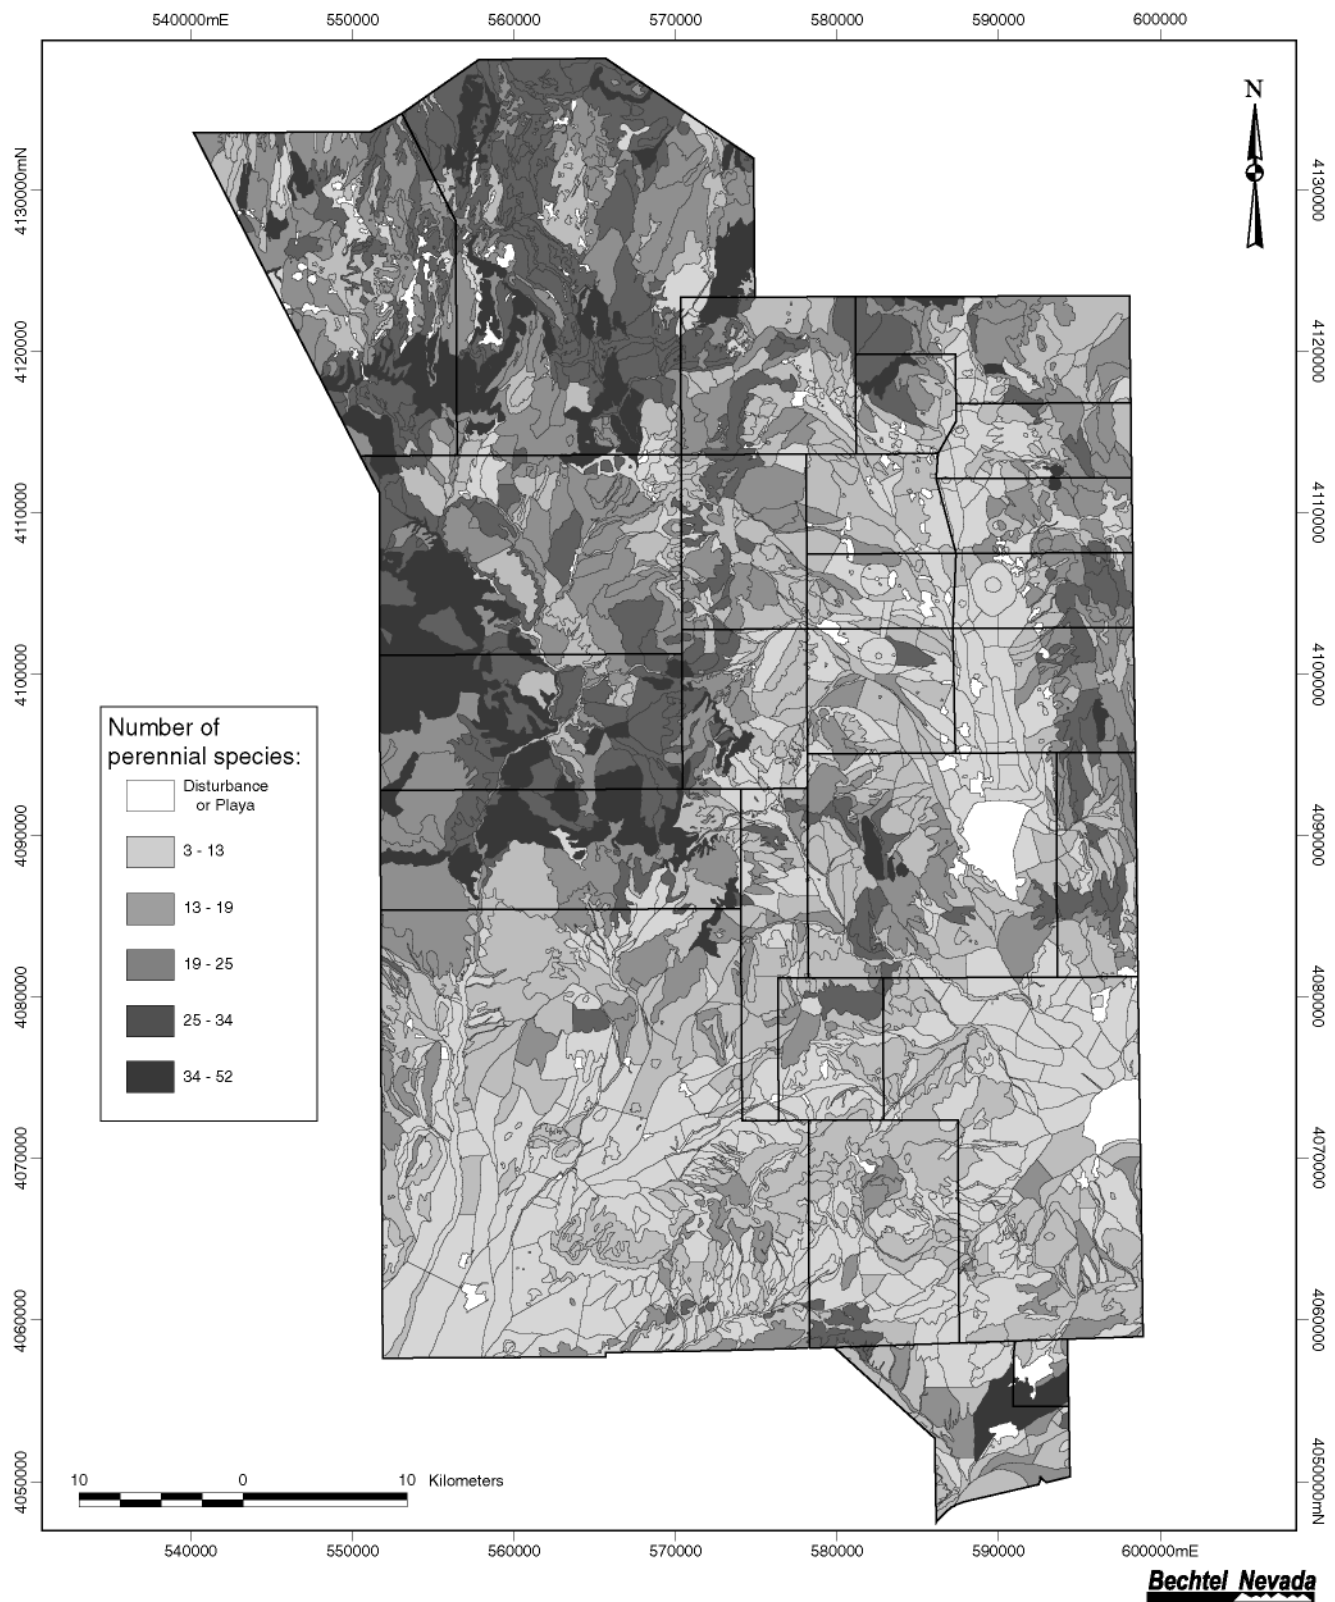 540000mE 550000 560000 570000 580000 590000 600000
N
4130000mN
4120000
4110000
4100000
4090000
4080000
4070000
4060000
4050000
4130000
4120000
4110000
4100000
4090000
4080000
4070000
4060000
4050000mN
Number of
perennial species:
Disturbance
or Playa
3 - 13
13 - 19
19 - 25
25 - 34
34 - 52
10 0 10 Kilometers
540000 550000 560000 570000 580000 590000 600000mE
Bechtel Nevada